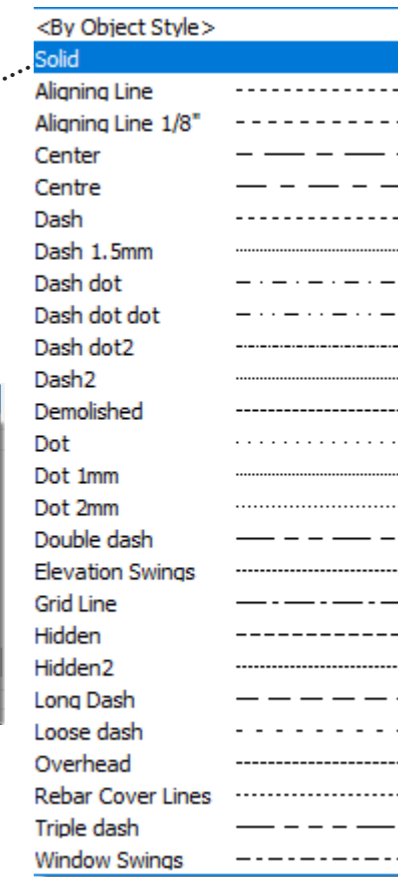 <By Object Style>
Solid
Aligning Line
Aligning Line 1/8"
Center
Centre
Dash
Dash 1.5mm
Dash dot
Dash dot dot
Dash dot2
Dash2
Demolished
Dot
Dot 1mm
Dot 2mm
Double dash
Elevation Swings
Grid Line
Hidden
Hidden2
Long Dash
Loose dash
Overhead
Rebar Cover Lines
Triple dash
Window Swings